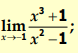 lim x→-1 (x³+1)/(x²-1);